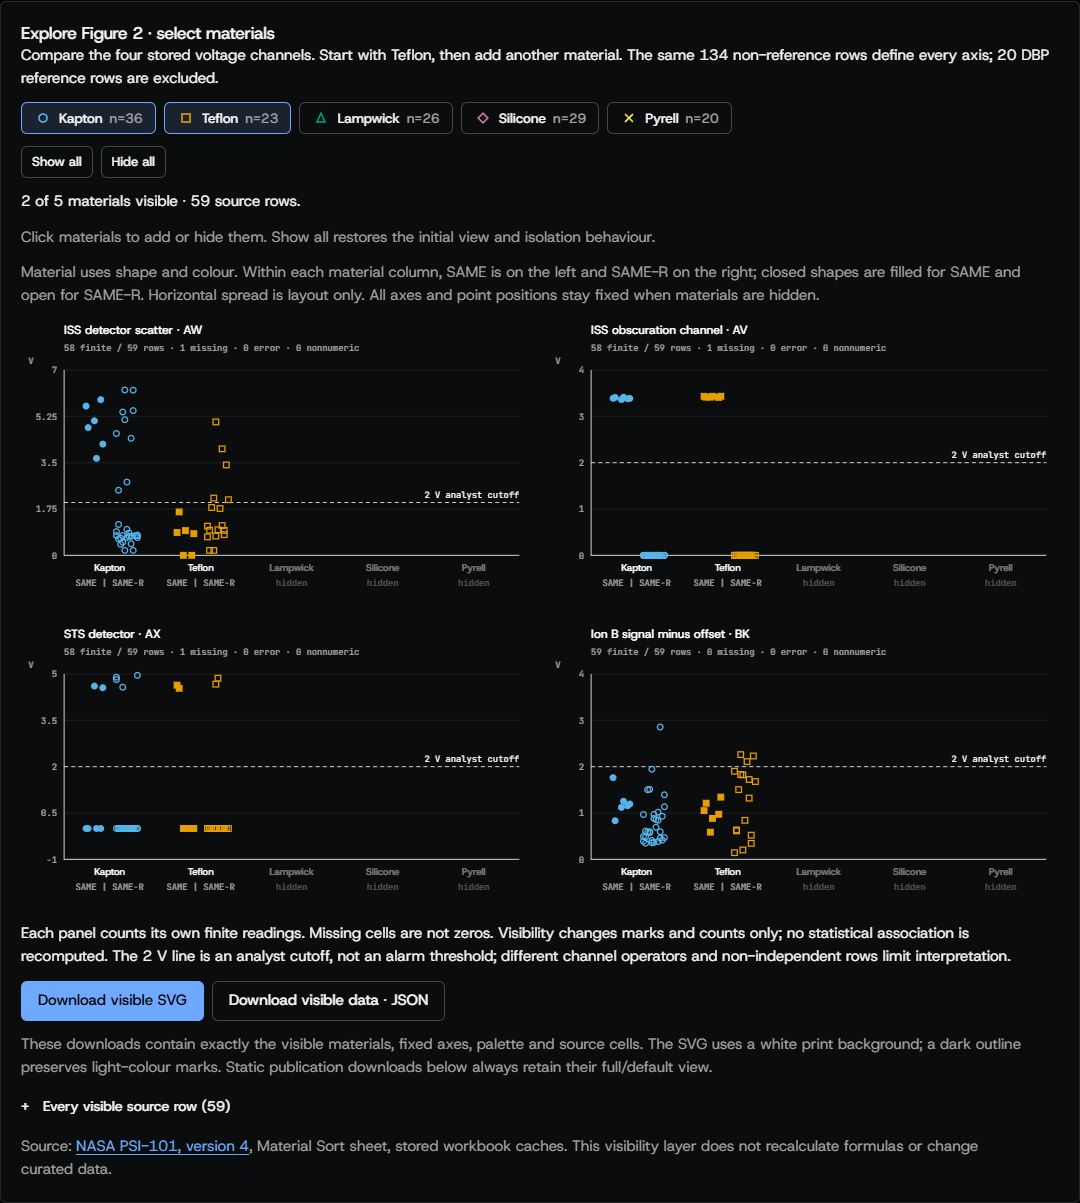 Explore Figure 2 · select materials
Compare the four stored voltage channels. Start with Teflon, then add another material. The same 134 non-reference rows define every axis; 20 DBP
reference rows are excluded.
Kapton n=36 Teflon n=23 Lampwick n=26 Silicone n=29 Pyrell n=20
Show all Hide all
2 of 5 materials visible · 59 source rows.
Click materials to add or hide them. Show all restores the initial view and isolation behaviour.
Material uses shape and colour. Within each material column, SAME is on the left and SAME-R on the right; closed shapes are filled for SAME and
open for SAME-R. Horizontal spread is layout only. All axes and point positions stay fixed when materials are hidden.
ISS detector scatter · AW
58 finite / 59 rows · 1 missing · 0 error · 0 nonnumeric
V
7
5.25
3.5
2 V analyst cutoff
1.75
0
Kapton Teflon Lampwick Silicone Pyrell
SAME | SAME-R SAME | SAME-R hidden hidden hidden
ISS obscuration channel · AV
58 finite / 59 rows · 1 missing · 0 error · 0 nonnumeric
V
4
3
2 V analyst cutoff
2
1
0
Kapton Teflon Lampwick Silicone Pyrell
SAME | SAME-R SAME | SAME-R hidden hidden hidden
STS detector · AX
58 finite / 59 rows · 1 missing · 0 error · 0 nonnumeric
V
5
3.5
2 V analyst cutoff
2
0.5
-1
Kapton Teflon Lampwick Silicone Pyrell
SAME | SAME-R SAME | SAME-R hidden hidden hidden
Ion B signal minus offset · BK
59 finite / 59 rows · 0 missing · 0 error · 0 nonnumeric
V
4
3
2 V analyst cutoff
2
1
0
Kapton Teflon Lampwick Silicone Pyrell
SAME | SAME-R SAME | SAME-R hidden hidden hidden
Each panel counts its own finite readings. Missing cells are not zeros. Visibility changes marks and counts only; no statistical association is
recomputed. The 2 V line is an analyst cutoff, not an alarm threshold; different channel operators and non-independent rows limit interpretation.
Download visible SVG Download visible data · JSON
These downloads contain exactly the visible materials, fixed axes, palette and source cells. The SVG uses a white print background; a dark outline
preserves light-colour marks. Static publication downloads below always retain their full/default view.
+ Every visible source row (59)
Source: NASA PSI-101, version 4, Material Sort sheet, stored workbook caches. This visibility layer does not recalculate formulas or change
curated data.